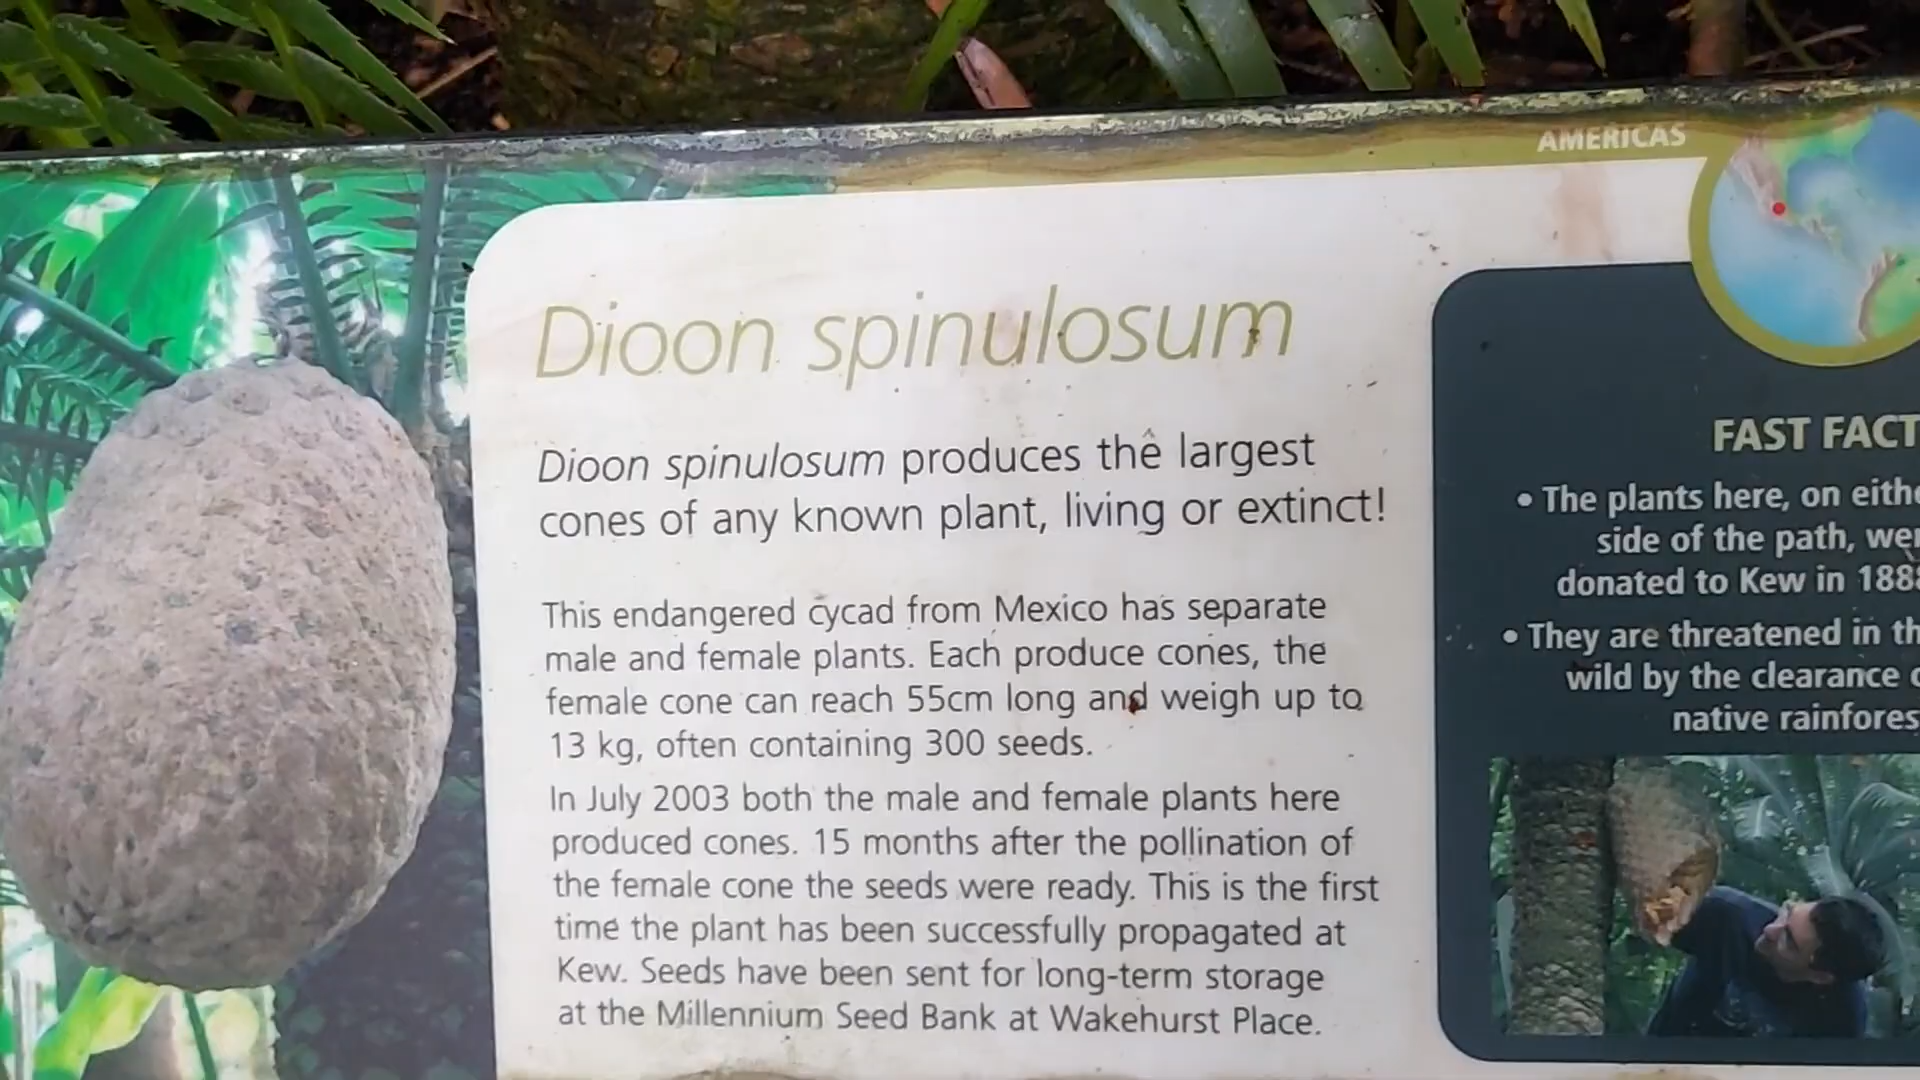 AMERICAS
Dioon spinulosum
Dioon spinulosum produces the largest
cones of any known plant, living or extinct!
This endangered cycad from Mexico has separate
male and female plants. Each produce cones, the
female cone can reach 55cm long and weigh up to
13 kg, often containing 300 seeds.
In July 2003 both the male and female plants here
produced cones. 15 months after the pollination of
the female cone the seeds were ready. This is the first
time the plant has been successfully propagated at
Kew. Seeds have been sent for long-term storage
at the Millennium Seed Bank at Wakehurst Place.
FAST
• The plants here, on
side of the path,
donated to Kew in
• They are threatened in
wild by the clearance
native